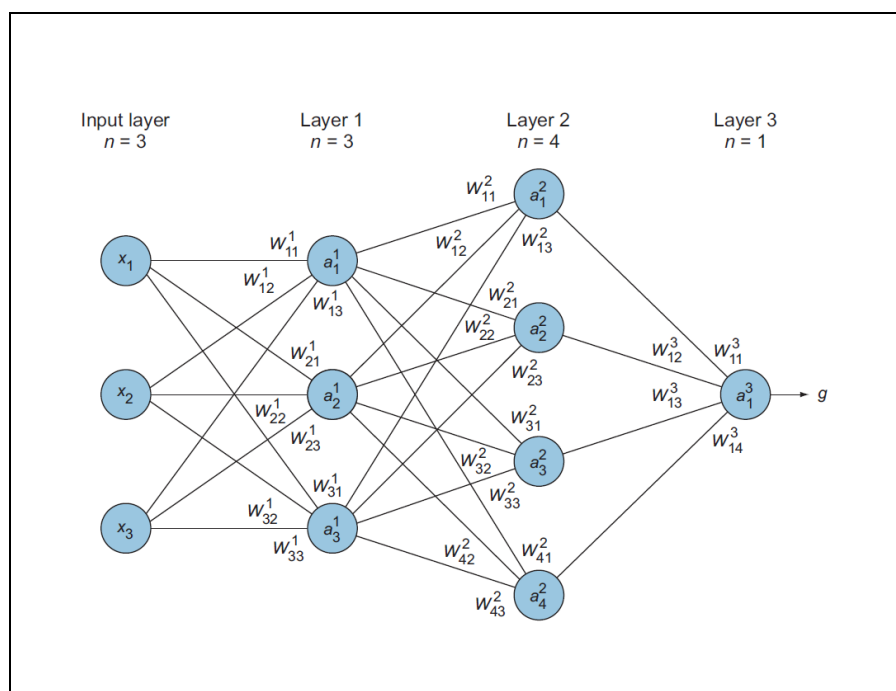 Input layer
n = 3
Layer 1
n = 3
Layer 2
n = 4
Layer 3
n = 1
x₁
x₂
x₃
W¹₁₁
W¹₁₂
W¹₁₃
a¹₁
W¹₂₁
a¹₂
W¹₂₂
W¹₂₃
W¹₃₁
W¹₃₂
a¹₃
W¹₃₃
W²₁₁
a²₁
W²₁₂
W²₁₃
W²₂₁
W²₂₂
a²₂
W²₂₃
W²₃₁
W²₃₂
a²₃
W²₃₃
W²₄₂
W²₄₁
W²₄₃
a²₄
W³₁₂
W³₁₁
W³₁₃
a³₁
g
W³₁₄